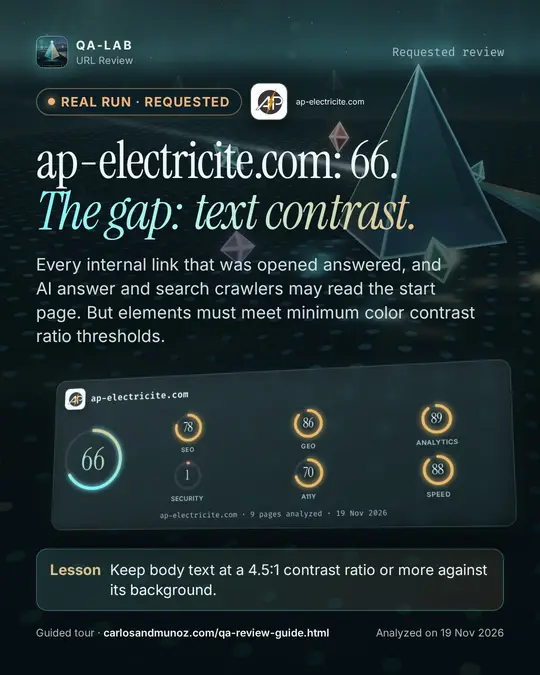 QA-LAB
URL Review
Requested review
REAL RUN · REQUESTED
AP
ap-electricite.com
ap-electricite.com: 66.
The gap: text contrast.
Every internal link that was opened answered, and
AI answer and search crawlers may read the start
page. But elements must meet minimum color contrast
ratio thresholds.
AP
ap-electricite.com
66
78
SEO
86
GEO
89
ANALYTICS
1
SECURITY
70
A11Y
88
SPEED
ap-electricite.com · 9 pages analyzed · 19 Nov 2026
Lesson Keep body text at a 4.5:1 contrast ratio or more against
its background.
Guided tour · carlosandmunoz.com/qa-review-guide.html
Analyzed on 19 Nov 2026